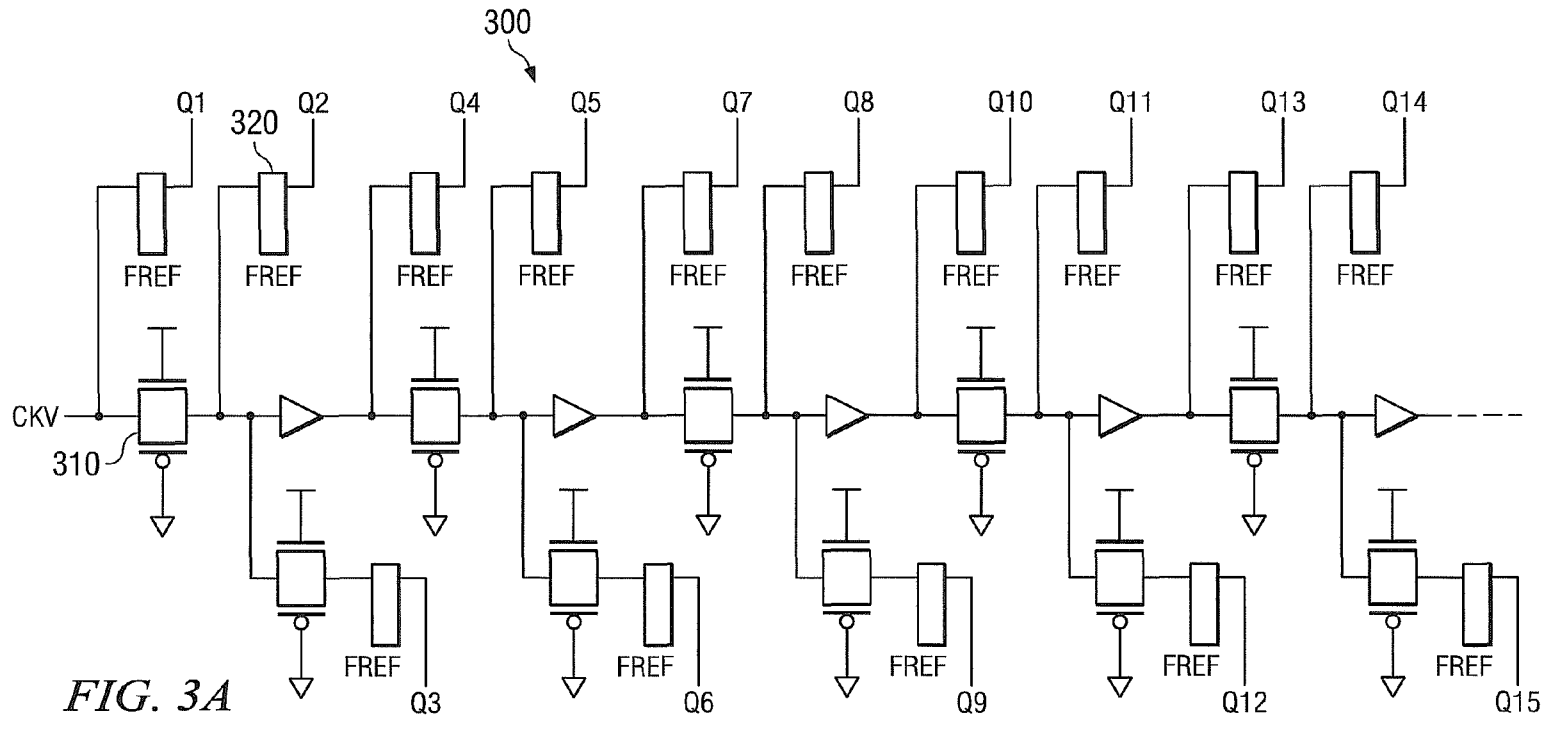 300
Q1 Q2 Q4 Q5 Q7 Q8 Q10 Q11 Q13 Q14
320
FREF FREF FREF FREF FREF FREF FREF FREF FREF FREF
CKV
310
FREF FREF FREF FREF FREF
Q3 Q6 Q9 Q12 Q15
FIG. 3A